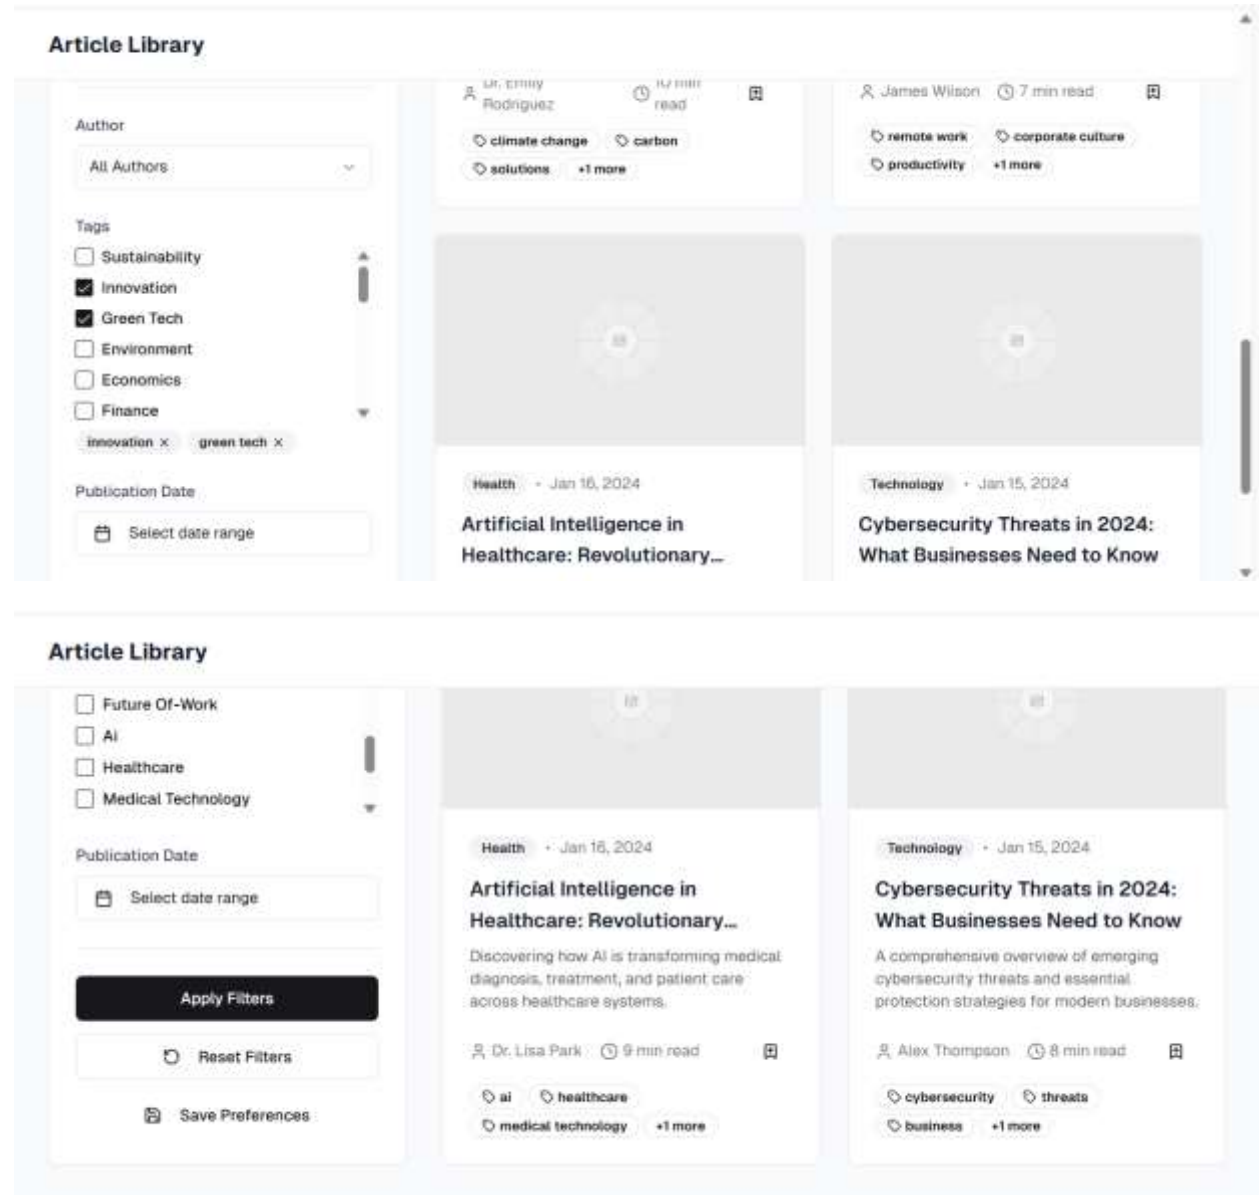 Article Library
Author
All Authors
Tags
Sustainability
Innovation
Green Tech
Environment
Economics
Finance
innovation × green tech ×
Publication Date
Select date range
Dr. Emily
Rodriguez
10 min
read
climate change carbon
solutions +1 more
James Wilson 7 min read
remote work corporate culture
productivity +1 more
Health • Jan 16, 2024
Artificial Intelligence in
Healthcare: Revolutionary...
Technology • Jan 15, 2024
Cybersecurity Threats in 2024:
What Businesses Need to Know
Article Library
Future Of-Work
Ai
Healthcare
Medical Technology
Publication Date
Select date range
Apply Filters
Reset Filters
Save Preferences
Health • Jan 16, 2024
Artificial Intelligence in
Healthcare: Revolutionary...
Discovering how AI is transforming medical
diagnosis, treatment, and patient care
across healthcare systems.
Dr. Lisa Park 9 min read
ai healthcare
medical technology +1 more
Technology • Jan 15, 2024
Cybersecurity Threats in 2024:
What Businesses Need to Know
A comprehensive overview of emerging
cybersecurity threats and essential
protection strategies for modern businesses.
Alex Thompson 8 min read
cybersecurity threats
business +1 more